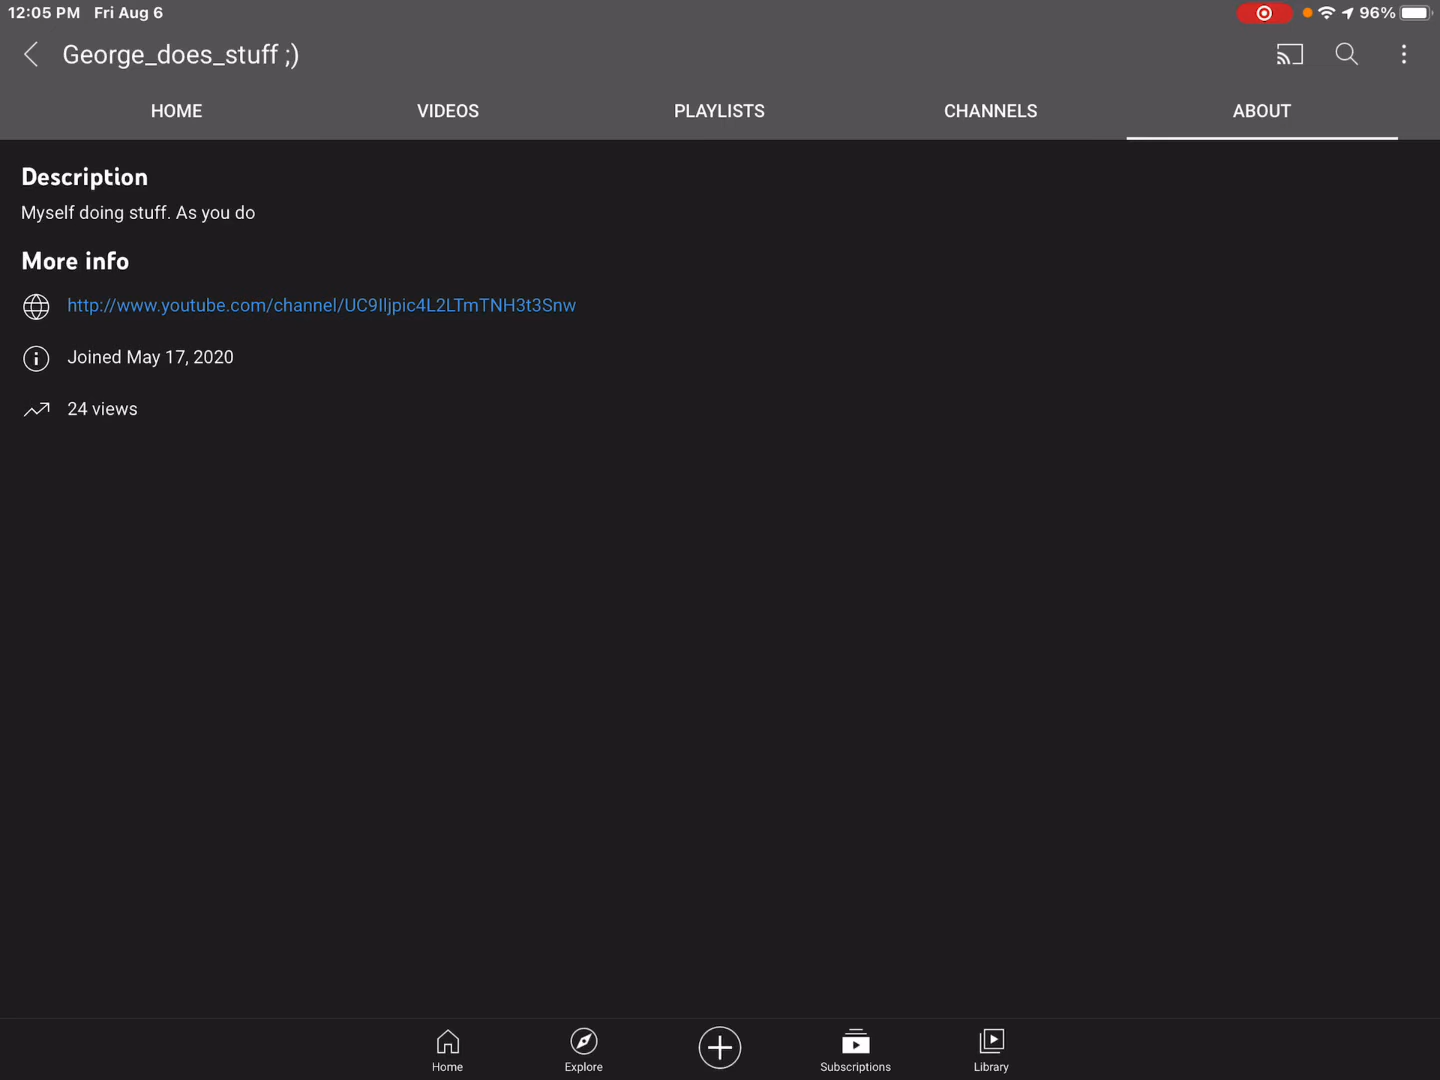 12:05 PM Fri Aug 6
96%
George_does_stuff ;)
HOME VIDEOS PLAYLISTS CHANNELS ABOUT
Description
Myself doing stuff. As you do
More info
http://www.youtube.com/channel/UC9Iljpic4L2LTmTNH3t3Snw
Joined May 17, 2020
24 views
Home Explore Subscriptions Library